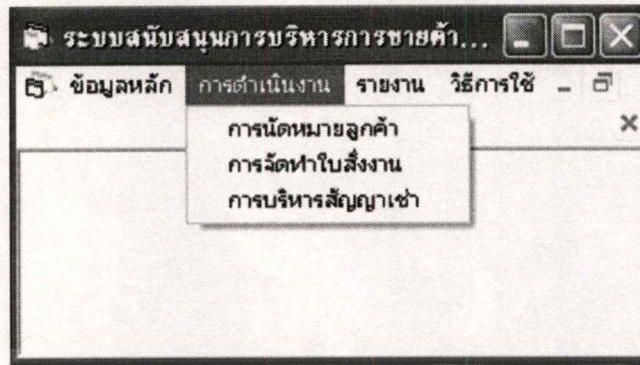 ระบบสนับสนุนการบริหารการขายค้า...
ข้อมูลหลัก การดำเนินงาน รายงาน วิธีการใช้
การนัดหมายลูกค้า
การจัดทำใบสั่งงาน
การบริหารสัญญาเช่า